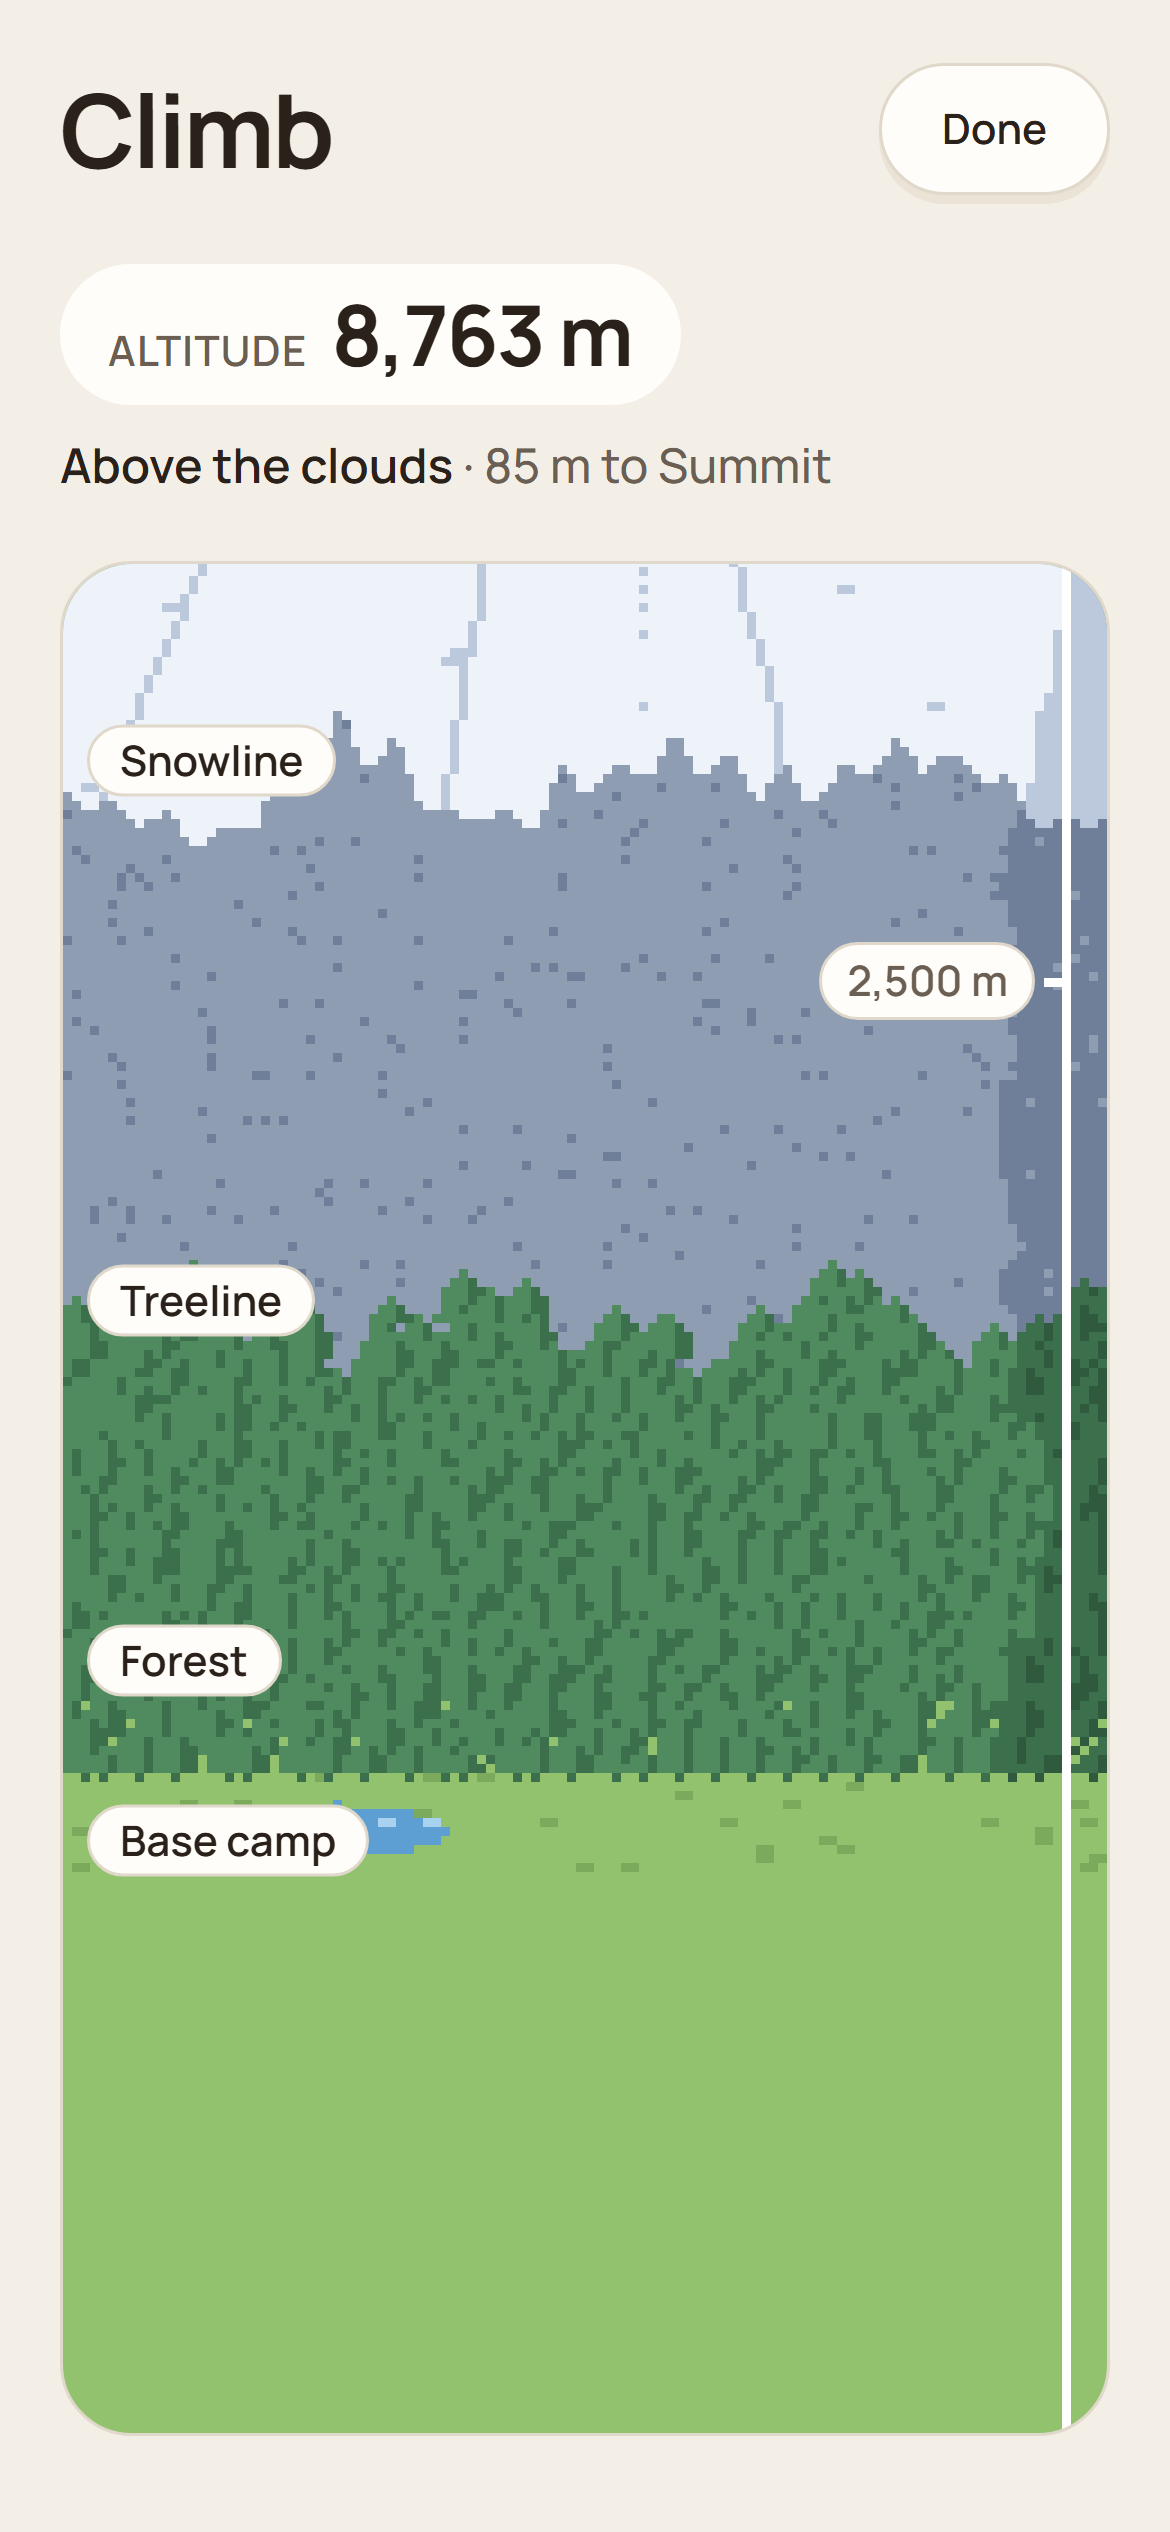 Climb
Done
ALTITUDE 8,763 m
Above the clouds · 85 m to Summit
Snowline
2,500 m
Treeline
Forest
Base camp